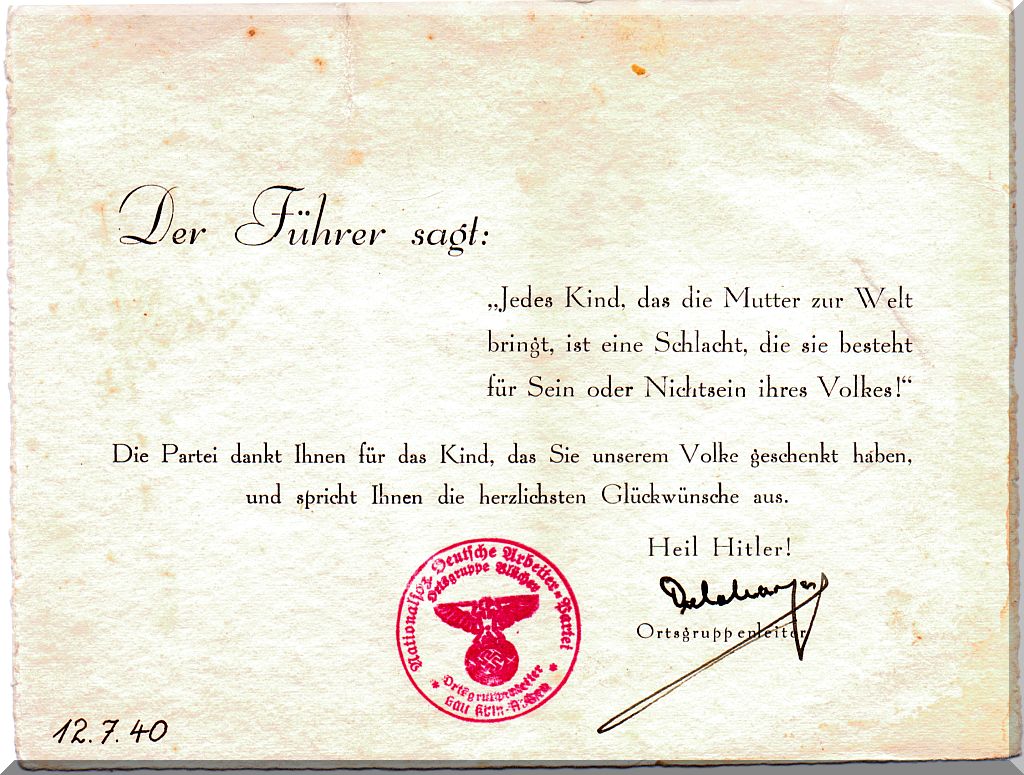 Der Führer sagt:
„Jedes Kind, das die Mutter zur Welt
bringt, ist eine Schlacht, die sie besteht
für Sein oder Nichtsein ihres Volkes!“
Die Partei dankt Ihnen für das Kind, das Sie unserem Volke geschenkt haben,
und spricht Ihnen die herzlichsten Glückwünsche aus.
Heil Hitler!
Ortsgruppenleiter
Nationalsoz. Deutsche Arbeiter-Partei
Ortsgruppe Blücher
Ortsgruppenleiter
Gau Köln-Aachen
12.7.40